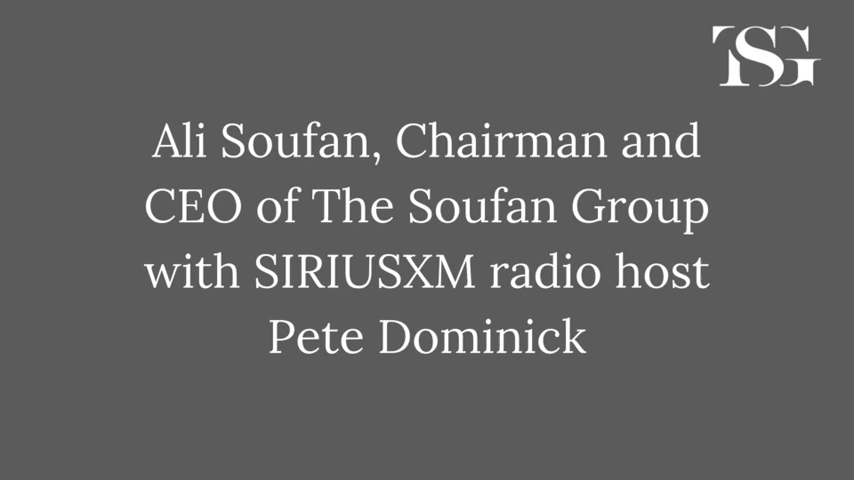 TSG
Ali Soufan, Chairman and
CEO of The Soufan Group
with SIRIUSXM radio host
Pete Dominick